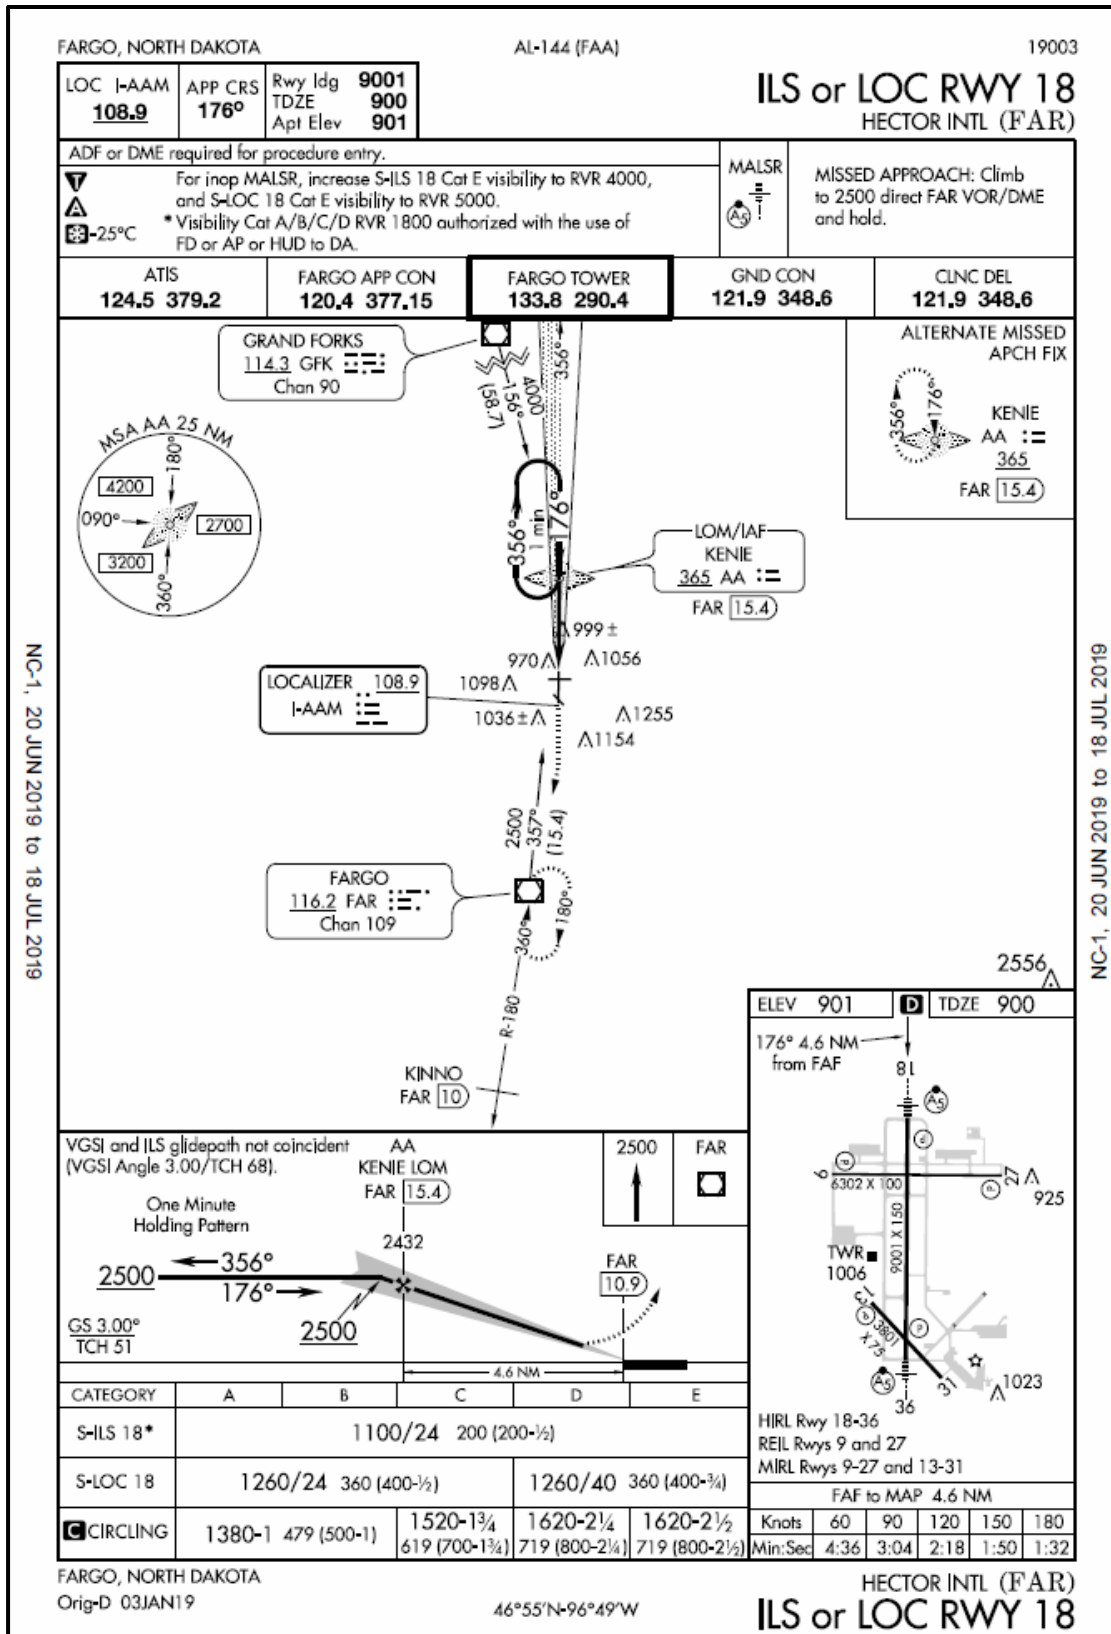 FARGO, NORTH DAKOTA
AL-144 (FAA)
19003
LOC I-AAM
108.9
APP CRS
176°
Rwy ldg 9001
TDZE 900
Apt Elev 901
ILS or LOC RWY 18
HECTOR INTL (FAR)
ADF or DME required for procedure entry.
T
A
-25°C
For inop MALSR, increase S-ILS 18 Cat E visibility to RVR 4000,
and S-LOC 18 Cat E visibility to RVR 5000.
* Visibility Cat A/B/C/D RVR 1800 authorized with the use of
FD or AP or HUD to DA.
MALSR
A5
MISSED APPROACH: Climb
to 2500 direct FAR VOR/DME
and hold.
ATIS
124.5 379.2
FARGO APP CON
120.4 377.15
FARGO TOWER
133.8 290.4
GND CON
121.9 348.6
CLNC DEL
121.9 348.6
GRAND FORKS
114.3 GFK
Chan 90
4000
156°
(58.7)
356°
ALTERNATE MISSED
APCH FIX
356°
176°
KENIE
AA
365
FAR 15.4
MSA AA 25 NM
180°
4200
090°
2700
3200
360°
356°
1 min
176°
LOM/IAF
KENIE
365 AA
FAR 15.4
999 ±
970
1056
LOCALIZER 108.9
I-AAM
1098
1036 ±
1255
1154
2500
357°
(15.4)
FARGO
116.2 FAR
Chan 109
360°
180°
R-180
KINNO
FAR 10
2556
NC-1, 20 JUN 2019 to 18 JUL 2019
NC-1, 20 JUN 2019 to 18 JUL 2019
ELEV 901
D
TDZE 900
176° 4.6 NM
from FAF
18
A5
P
P
9
6302 X 100
27
P
925
9001 X 150
TWR
1006
13
P
3801
X 75
P
A5
31
1023
36
HIRL Rwy 18-36
REIL Rwys 9 and 27
MIRL Rwys 9-27 and 13-31
FAF to MAP 4.6 NM
Knots 60 90 120 150 180
Min:Sec 4:36 3:04 2:18 1:50 1:32
VGSI and ILS glidepath not coincident
(VGSI Angle 3.00/TCH 68).
AA
KENIE LOM
FAR 15.4
2500
FAR
One Minute
Holding Pattern
2432
356°
2500
176°
2500
FAR
10.9
GS 3.00°
TCH 51
4.6 NM
CATEGORY A B C D E
S-ILS 18* 1100/24 200 (200-½)
S-LOC 18 1260/24 360 (400-½) 1260/40 360 (400-¾)
C CIRCLING 1380-1 479 (500-1)
1520-1¾
619 (700-1¾)
1620-2¼
719 (800-2¼)
1620-2½
719 (800-2½)
FARGO, NORTH DAKOTA
Orig-D 03JAN19
46°55'N-96°49'W
HECTOR INTL (FAR)
ILS or LOC RWY 18